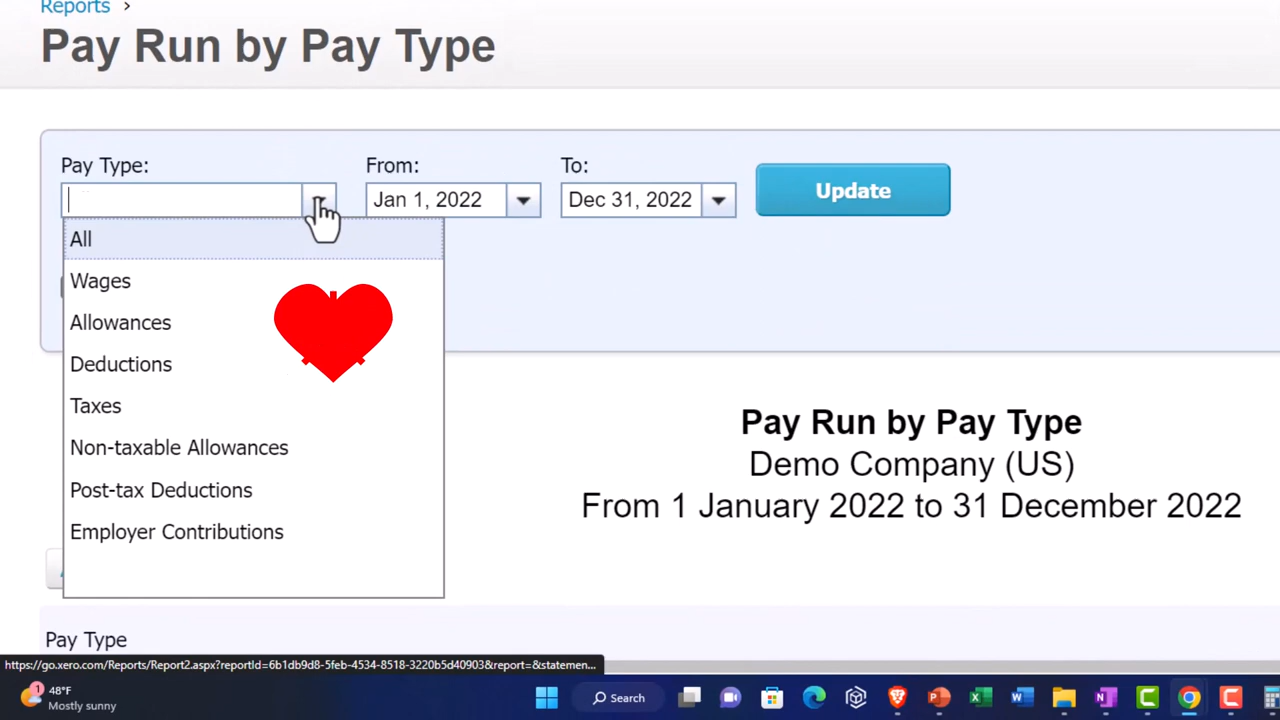 Reports >
Pay Run by Pay Type
Pay Type: From: To:
Jan 1, 2022 Dec 31, 2022 Update
All
Wages
Allowances
Deductions
Taxes
Non-taxable Allowances
Post-tax Deductions
Employer Contributions
Pay Run by Pay Type
Demo Company (US)
From 1 January 2022 to 31 December 2022
Pay Type
https://go.xero.com/Reports/Report2.aspx?reportId=6b1db9d8-5feb-4534-8518-3220b5d40903&report=&statemen...
1 48°F
Mostly sunny
Search